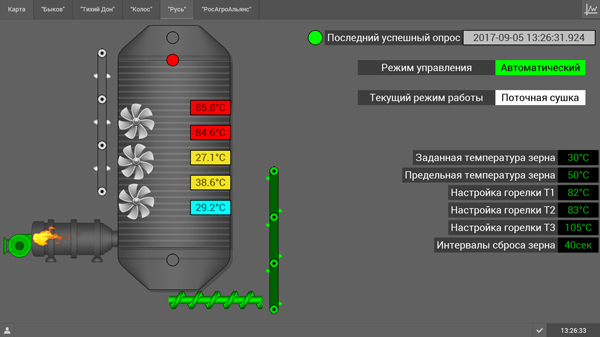 Карта "Быков" "Тихий Дон" "Колос" "Русь" "РосАгроАльянс"
Последний успешный опрос 2017-09-05 13:26:31.924
Режим управления Автоматический
Текущий режим работы Поточная сушка
85.8°C
84.6°C
27.1°C
38.6°C
29.2°C
Заданная температура зерна 30°C
Предельная температура зерна 50°C
Настройка горелки Т1 82°C
Настройка горелки Т2 83°C
Настройка горелки Т3 105°C
Интервалы сброса зерна 40сек
13:26:33